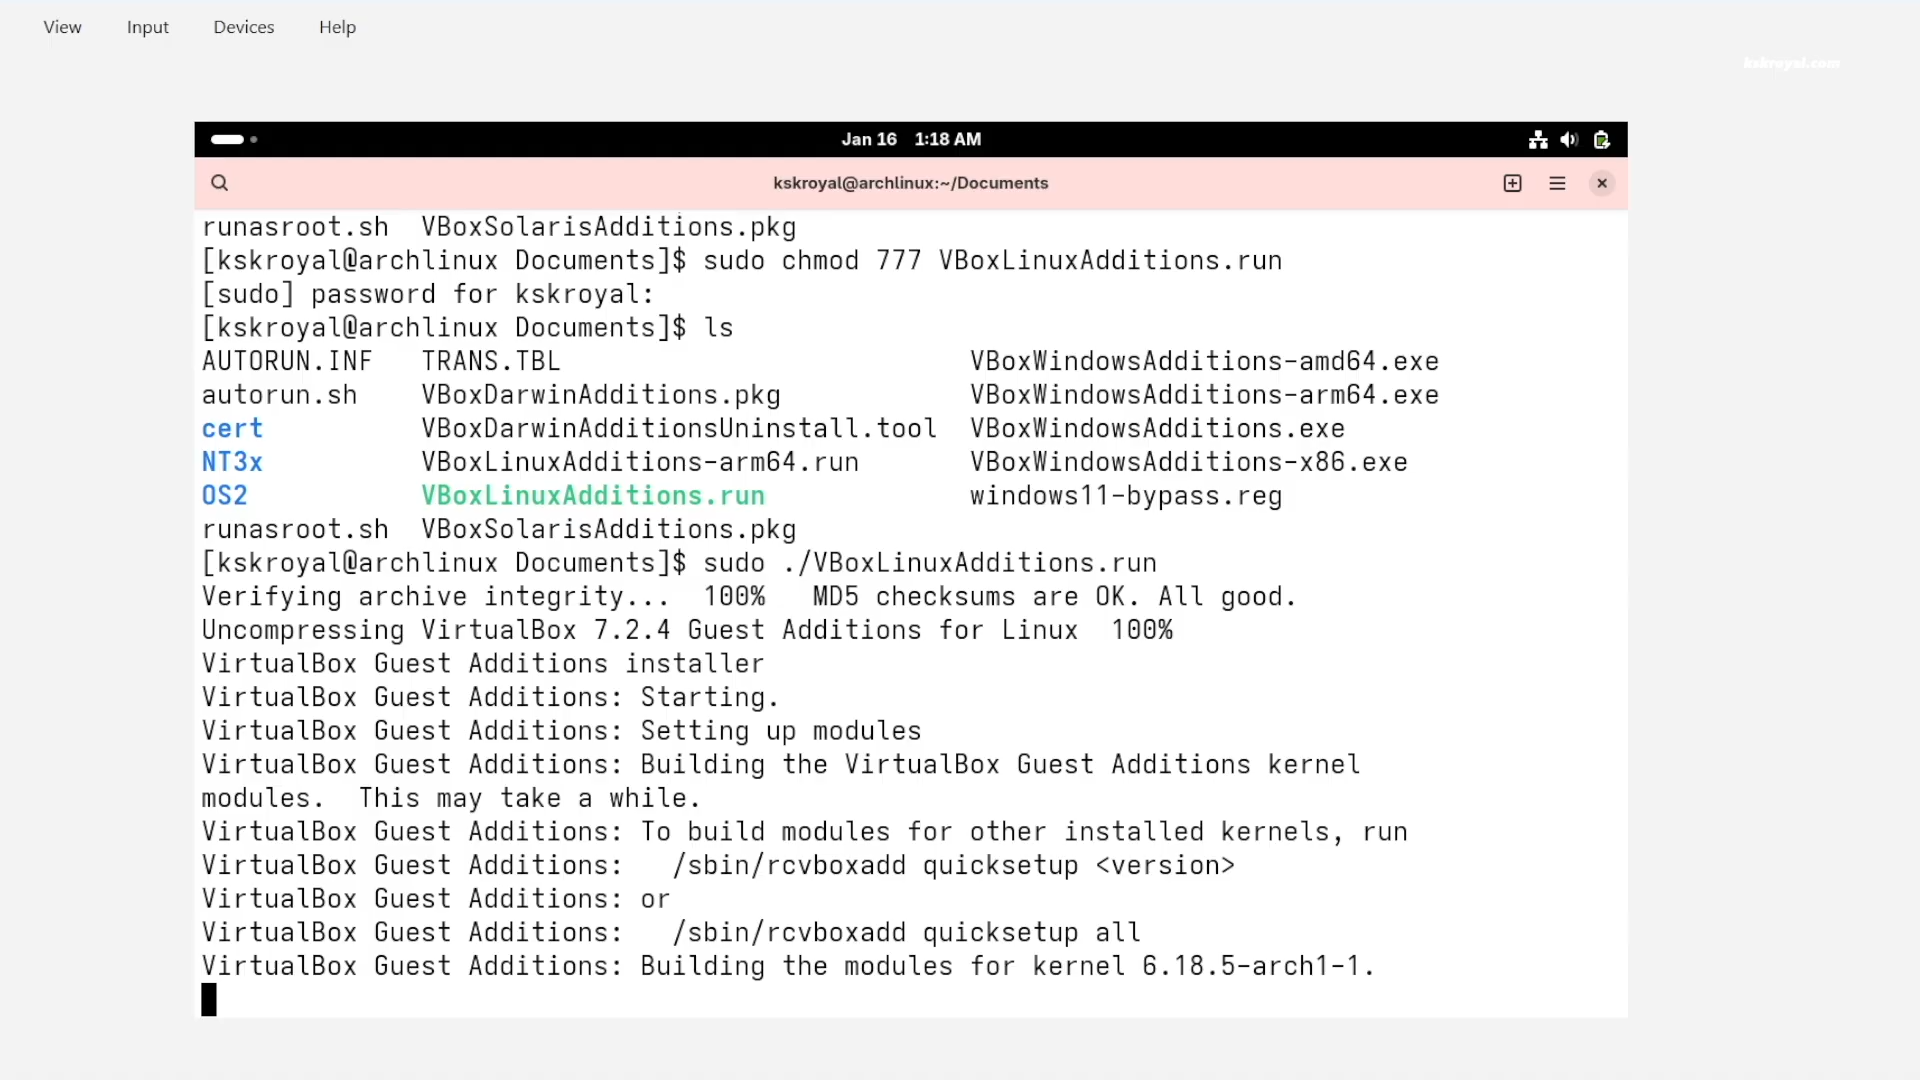 View Input Devices Help
kskroyal.com
Jan 16 1:18 AM
kskroyal@archlinux:~/Documents
runasroot.sh VBoxSolarisAdditions.pkg
[kskroyal@archlinux Documents]$ sudo chmod 777 VBoxLinuxAdditions.run
[sudo] password for kskroyal:
[kskroyal@archlinux Documents]$ ls
AUTORUN.INF TRANS.TBL VBoxWindowsAdditions-amd64.exe
autorun.sh VBoxDarwinAdditions.pkg VBoxWindowsAdditions-arm64.exe
cert VBoxDarwinAdditionsUninstall.tool VBoxWindowsAdditions.exe
NT3x VBoxLinuxAdditions-arm64.run VBoxWindowsAdditions-x86.exe
OS2 VBoxLinuxAdditions.run windows11-bypass.reg
runasroot.sh VBoxSolarisAdditions.pkg
[kskroyal@archlinux Documents]$ sudo ./VBoxLinuxAdditions.run
Verifying archive integrity... 100% MD5 checksums are OK. All good.
Uncompressing VirtualBox 7.2.4 Guest Additions for Linux 100%
VirtualBox Guest Additions installer
VirtualBox Guest Additions: Starting.
VirtualBox Guest Additions: Setting up modules
VirtualBox Guest Additions: Building the VirtualBox Guest Additions kernel
modules. This may take a while.
VirtualBox Guest Additions: To build modules for other installed kernels, run
VirtualBox Guest Additions: /sbin/rcvboxadd quicksetup <version>
VirtualBox Guest Additions: or
VirtualBox Guest Additions: /sbin/rcvboxadd quicksetup all
VirtualBox Guest Additions: Building the modules for kernel 6.18.5-arch1-1.